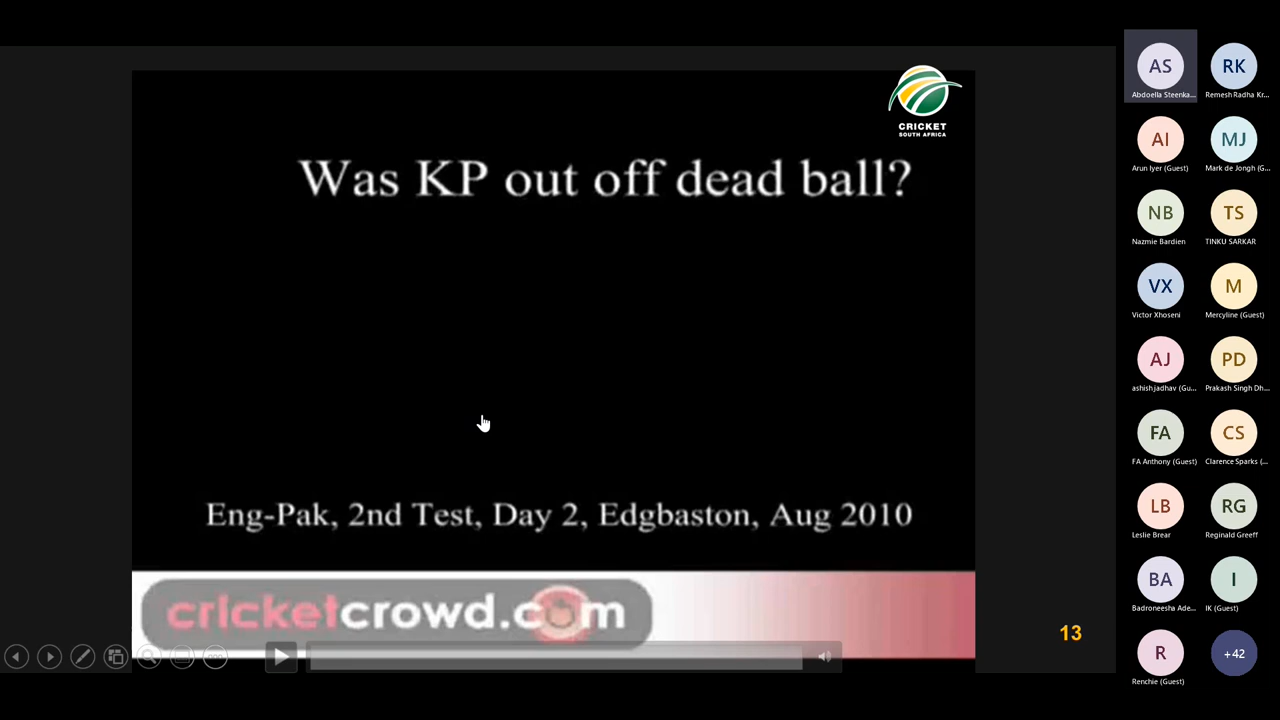 CRICKET
SOUTH AFRICA
Was KP out off dead ball?
Eng-Pak, 2nd Test, Day 2, Edgbaston, Aug 2010
cricketcrowd.com
13
AS
Abdoella Steenka...
RK
Remesh Radha Kr...
AI
Arun Iyer (Guest)
MJ
Mark de Jongh (G...
NB
Nazmie Bardien
TS
TINKU SARKAR
VX
Victor Xhoseni
M
Mercyline (Guest)
AJ
ashish jadhav (Gu...
PD
Prakash Singh Dh...
FA
FA Anthony (Guest)
CS
Clarence Sparks (...
LB
Leslie Brear
RG
Reginald Greeff
BA
Badroneesha Ade...
I
IK (Guest)
R
Renchie (Guest)
+42